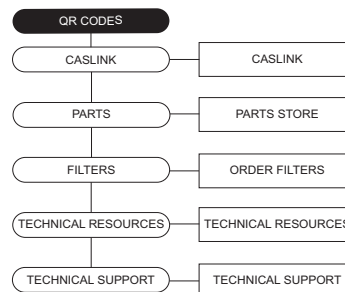 QR CODES
CASLINK
CASLINK
PARTS
PARTS STORE
FILTERS
ORDER FILTERS
TECHNICAL RESOURCES
TECHNICAL RESOURCES
TECHNICAL SUPPORT
TECHNICAL SUPPORT